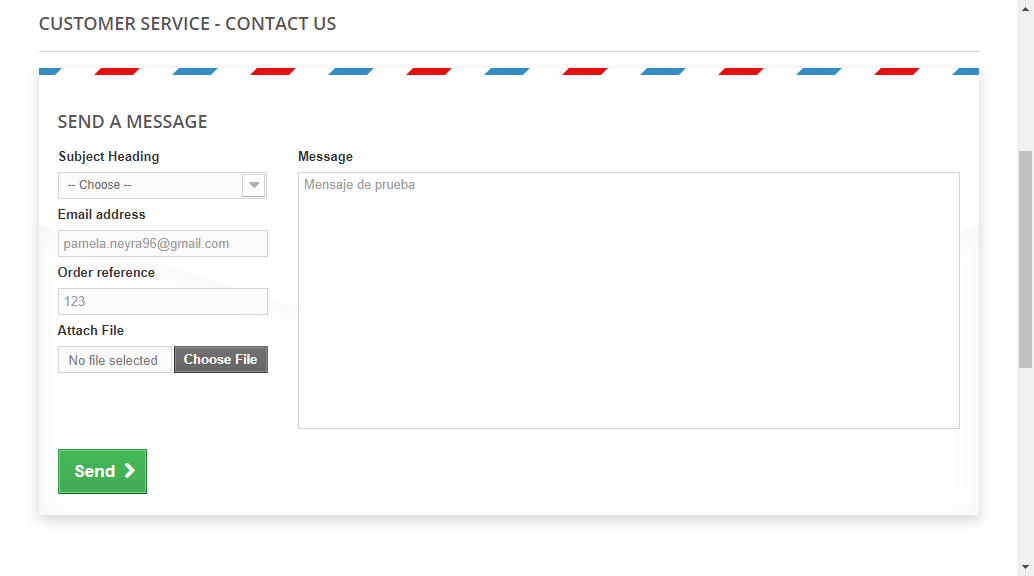 CUSTOMER SERVICE - CONTACT US
SEND A MESSAGE
Subject Heading
-- Choose --
Email address
pamela.neyra96@gmail.com
Order reference
123
Attach File
No file selected
Choose File
Message
Mensaje de prueba
Send